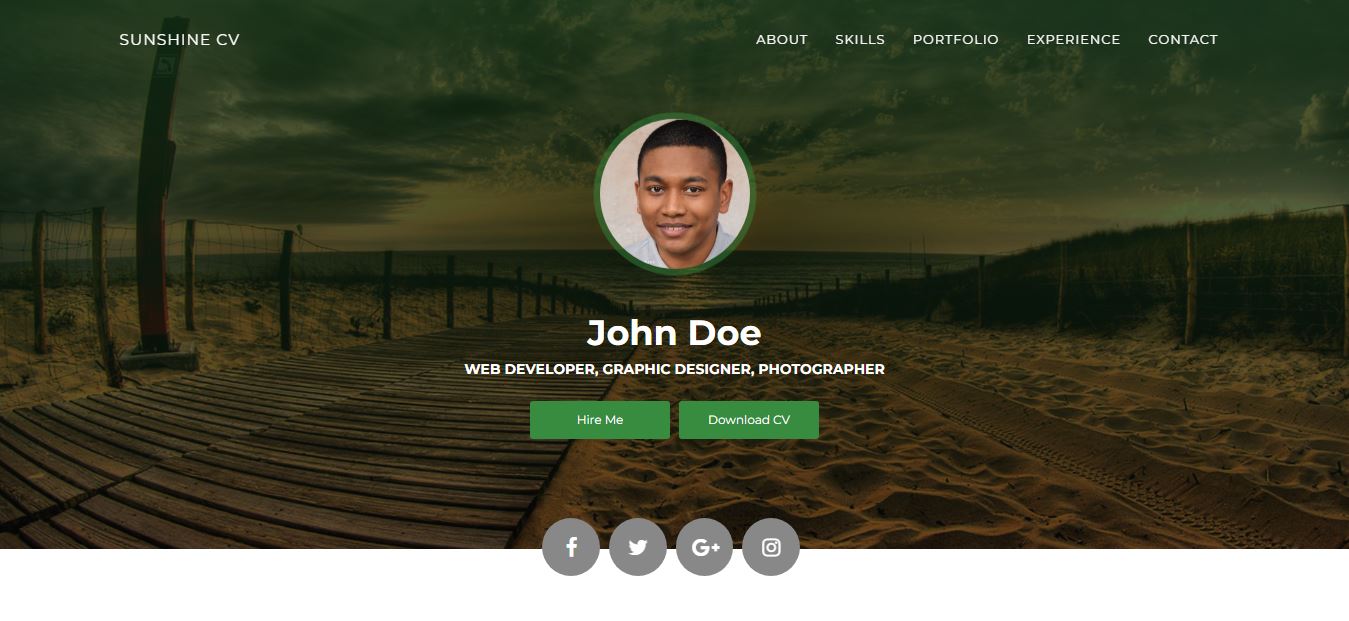 SUNSHINE CV
ABOUT SKILLS PORTFOLIO EXPERIENCE CONTACT
John Doe
WEB DEVELOPER, GRAPHIC DESIGNER, PHOTOGRAPHER
Hire Me
Download CV
G+